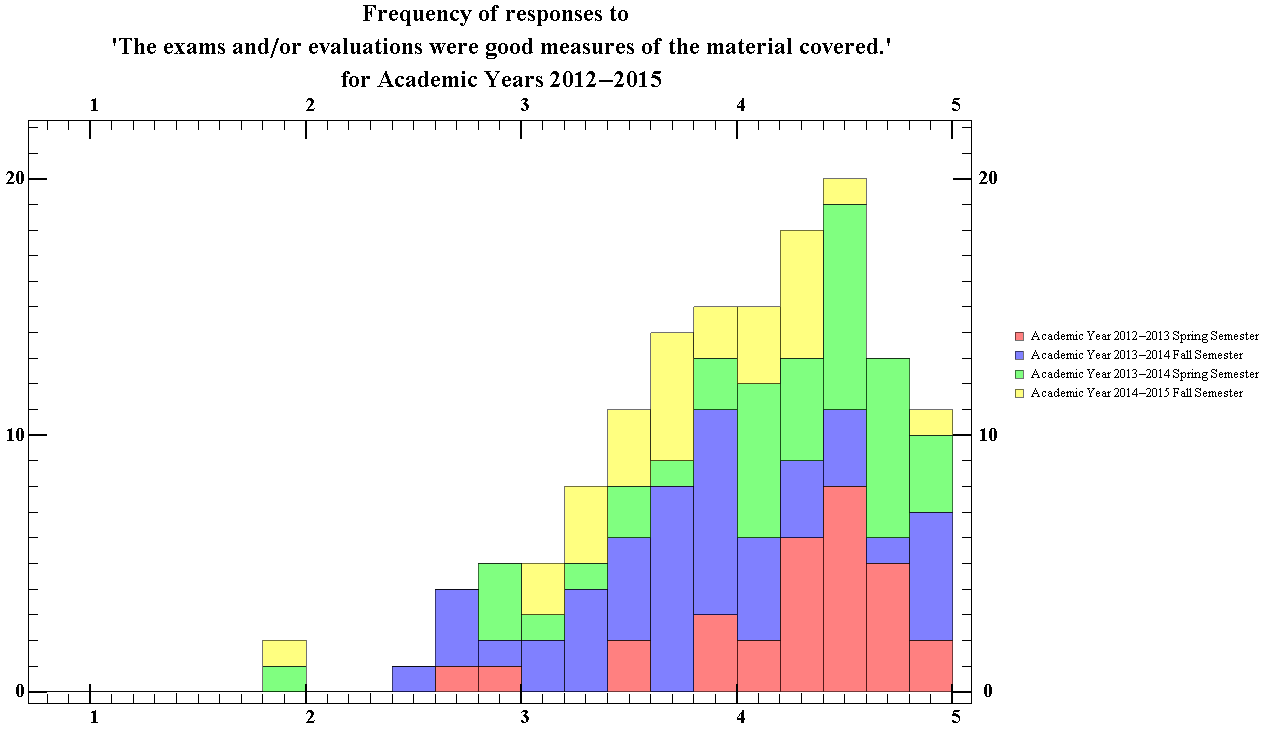 Frequency of responses to
'The exams and/or evaluations were good measures of the material covered.'
for Academic Years 2012–2015
1 2 3 4 5
20 20
10 10
0 0
1 2 3 4 5
Academic Year 2012–2013 Spring Semester
Academic Year 2013–2014 Fall Semester
Academic Year 2013–2014 Spring Semester
Academic Year 2014–2015 Fall Semester